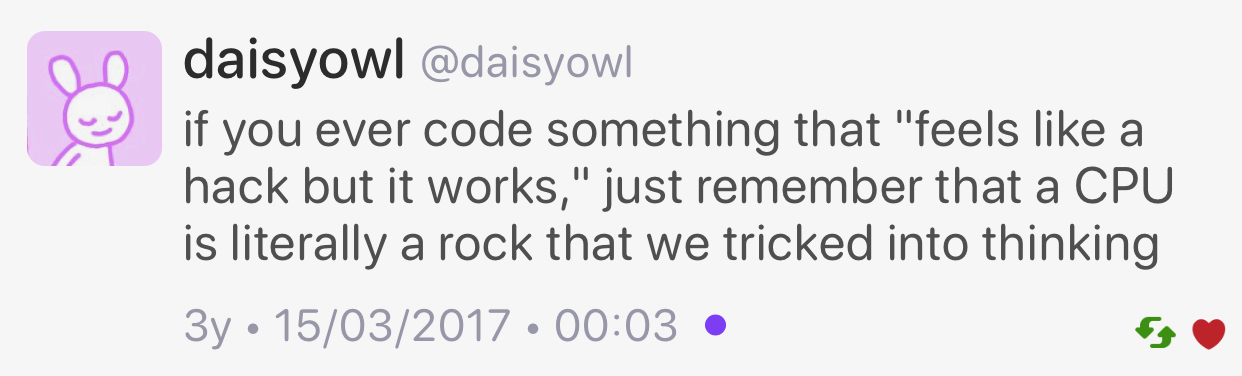 daisyowl @daisyowl
if you ever code something that "feels like a
hack but it works," just remember that a CPU
is literally a rock that we tricked into thinking
3y • 15/03/2017 • 00:03